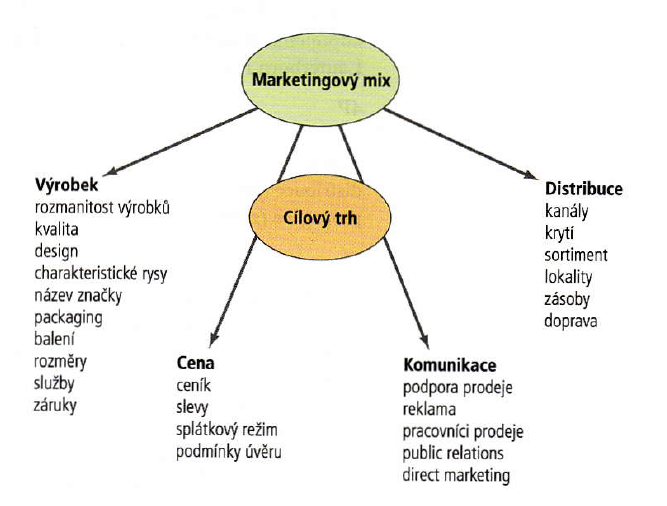 Marketingový mix
Cílový trh
Výrobek
rozmanitost výrobků
kvalita
design
charakteristické rysy
název značky
packaging
balení
rozměry
služby
záruky
Cena
ceník
slevy
splátkový režim
podmínky úvěru
Komunikace
podpora prodeje
reklama
pracovníci prodeje
public relations
direct marketing
Distribuce
kanály
krytí
sortiment
lokality
zásoby
doprava